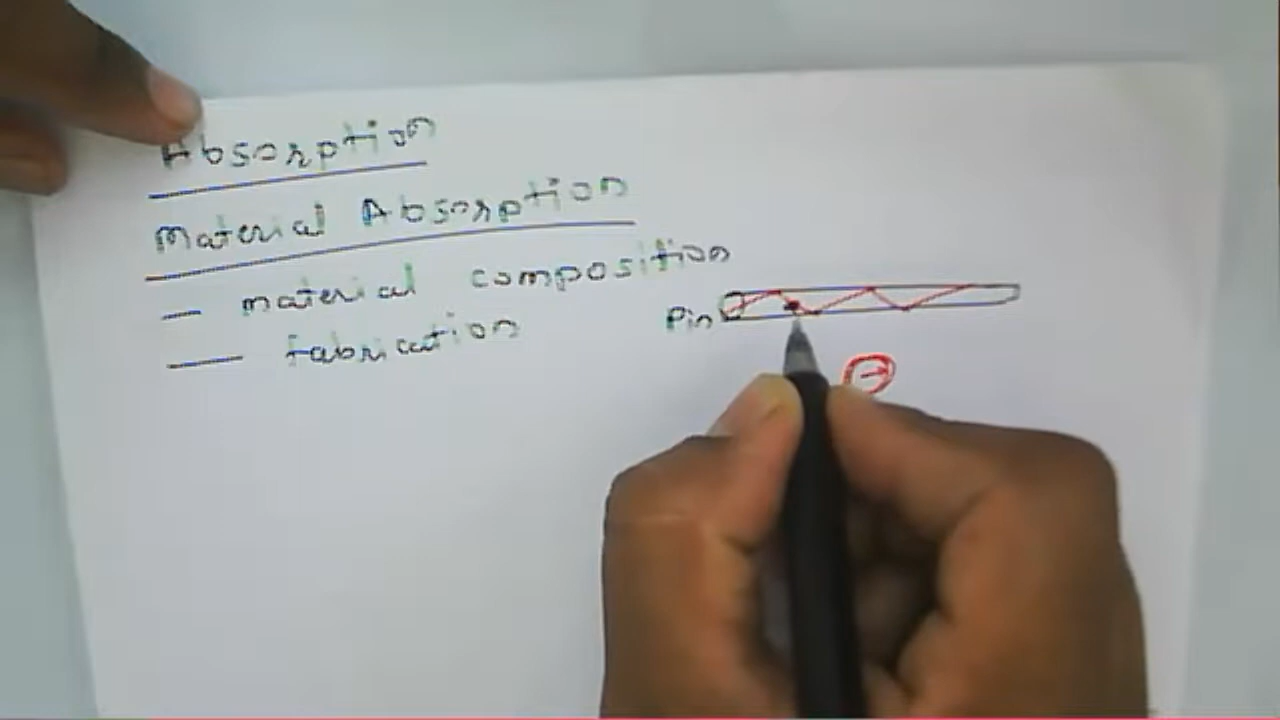 Absorption
Material Absorption
— material composition
— fabrication
Pin